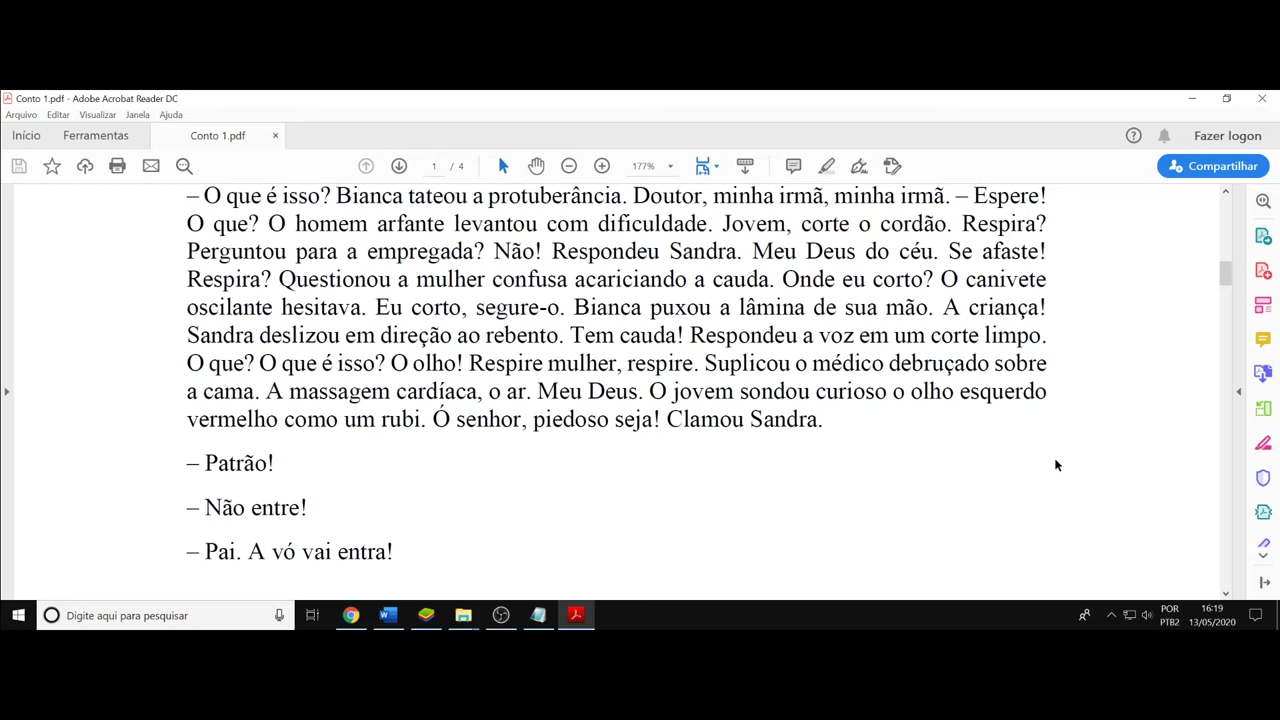 Conto 1.pdf - Adobe Acrobat Reader DC
Arquivo Editar Visualizar Janela Ajuda
Início Ferramentas Conto 1.pdf × Fazer logon
1 / 4 177% Compartilhar
– O que é isso? Bianca tateou a protuberância. Doutor, minha irmã, minha irmã. – Espere!
O que? O homem arfante levantou com dificuldade. Jovem, corte o cordão. Respira?
Perguntou para a empregada? Não! Respondeu Sandra. Meu Deus do céu. Se afaste!
Respira? Questionou a mulher confusa acariciando a cauda. Onde eu corto? O canivete
oscilante hesitava. Eu corto, segure-o. Bianca puxou a lâmina de sua mão. A criança!
Sandra deslizou em direção ao rebento. Tem cauda! Respondeu a voz em um corte limpo.
O que? O que é isso? O olho! Respire mulher, respire. Suplicou o médico debruçado sobre
a cama. A massagem cardíaca, o ar. Meu Deus. O jovem sondou curioso o olho esquerdo
vermelho como um rubi. Ó senhor, piedoso seja! Clamou Sandra.
– Patrão!
– Não entre!
– Pai. A vó vai entra!
Digite aqui para pesquisar
POR 16:19
PTB2 13/05/2020